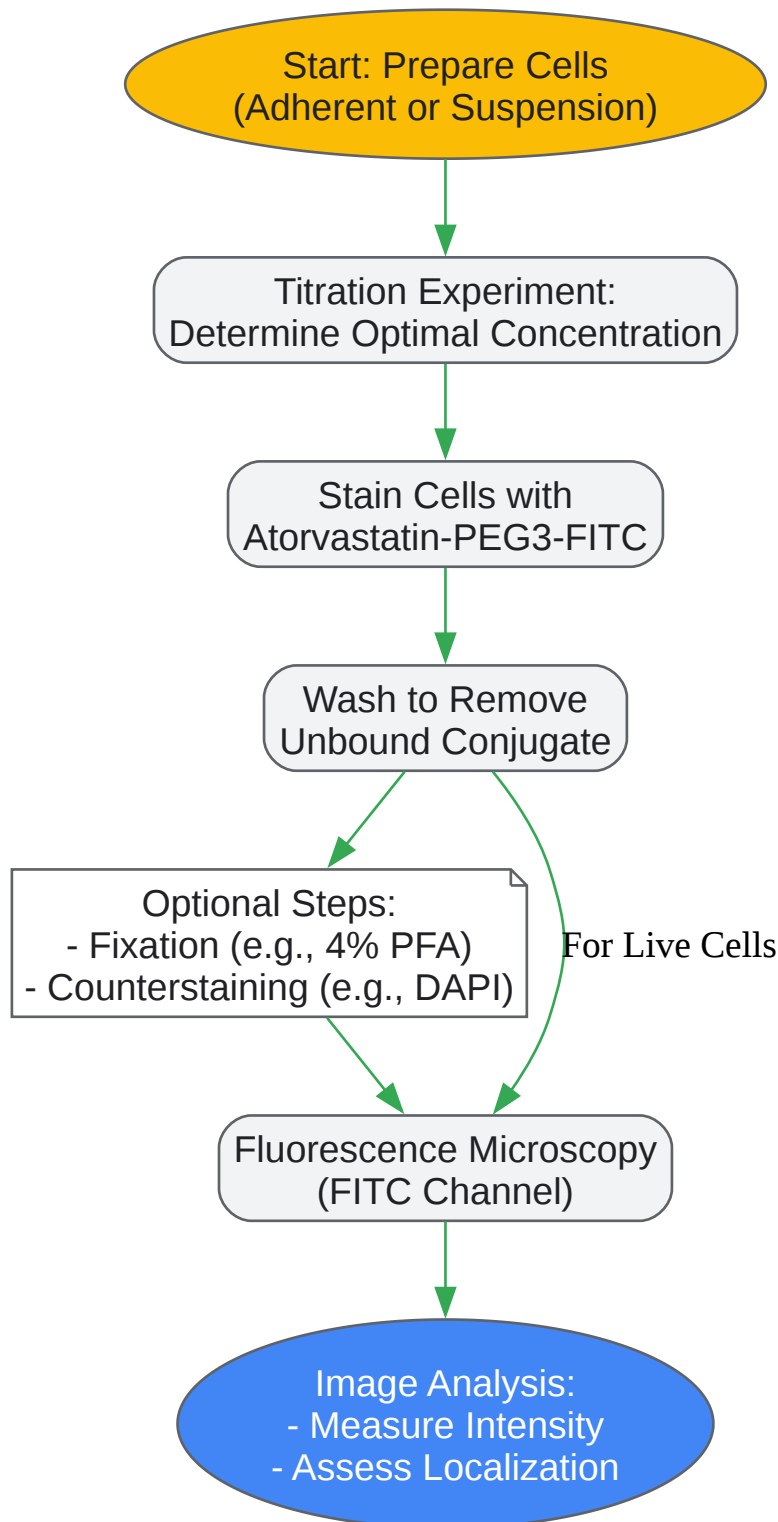 Start: Prepare Cells
(Adherent or Suspension)
Titration Experiment:
Determine Optimal Concentration
Stain Cells with
Atorvastatin-PEG3-FITC
Wash to Remove
Unbound Conjugate
Optional Steps:
- Fixation (e.g., 4% PFA)
- Counterstaining (e.g., DAPI)
For Live Cells
Fluorescence Microscopy
(FITC Channel)
Image Analysis:
- Measure Intensity
- Assess Localization